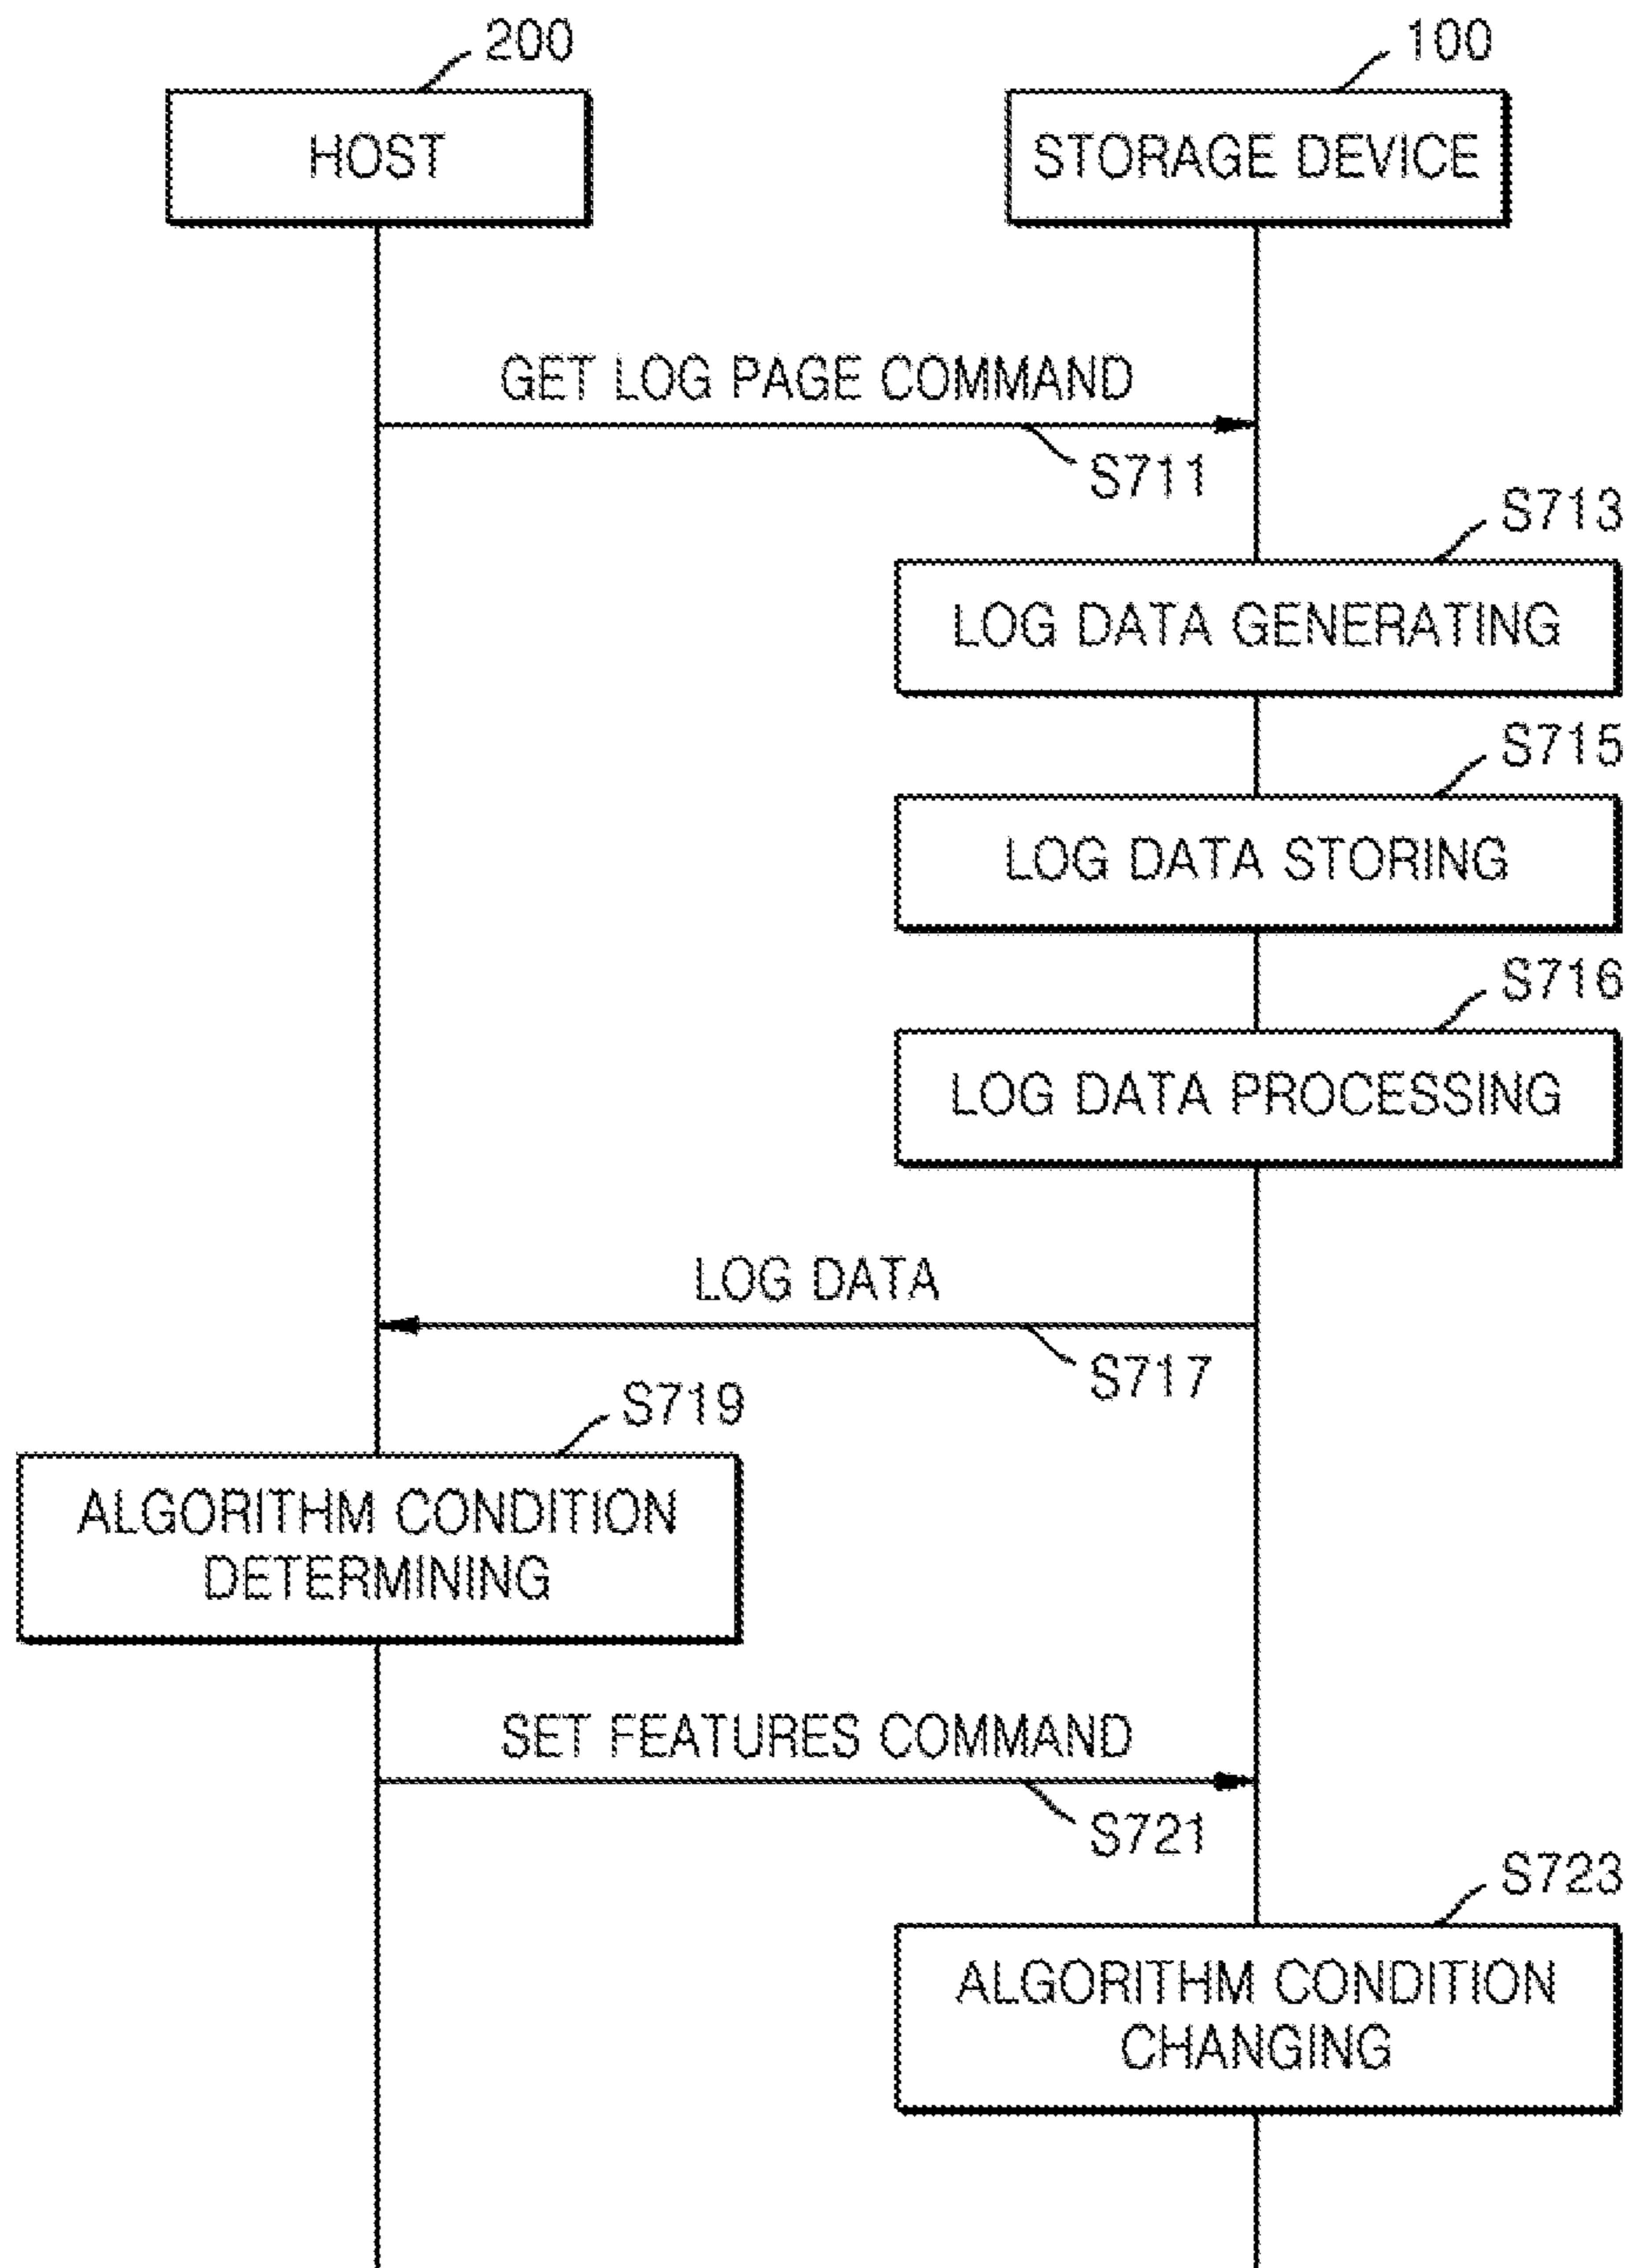 200
100
HOST
STORAGE DEVICE
GET LOG PAGE COMMAND
S711
S713
LOG DATA GENERATING
S715
LOG DATA STORING
S716
LOG DATA PROCESSING
LOG DATA
S717
S719
ALGORITHM CONDITION
DETERMINING
SET FEATURES COMMAND
S721
S723
ALGORITHM CONDITION
CHANGING